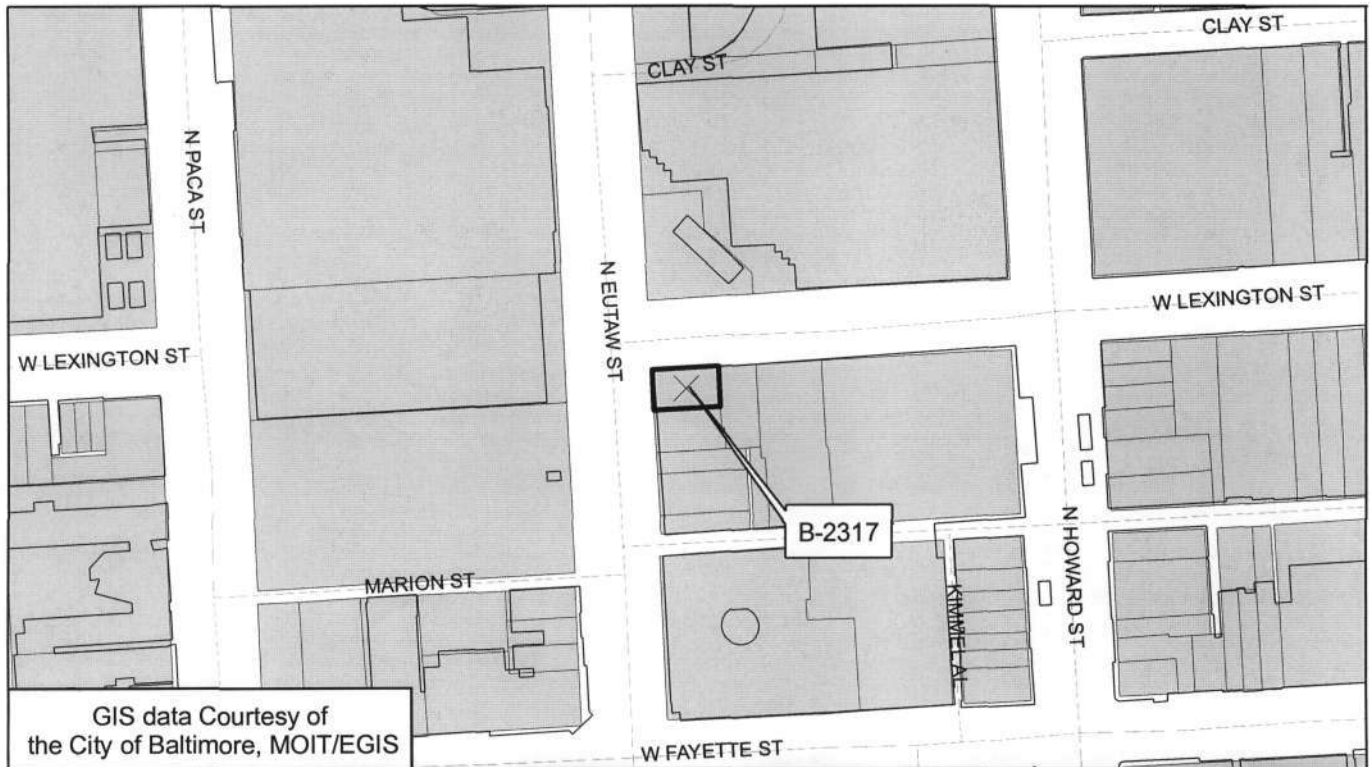 CLAY ST
CLAY ST
N PACA ST
N EUTAW ST
W LEXINGTON ST
W LEXINGTON ST
B-2317
N HOWARD ST
MARION ST
KIMMEL AL
GIS data Courtesy of
the City of Baltimore, MOIT/EGIS
W FAYETTE ST